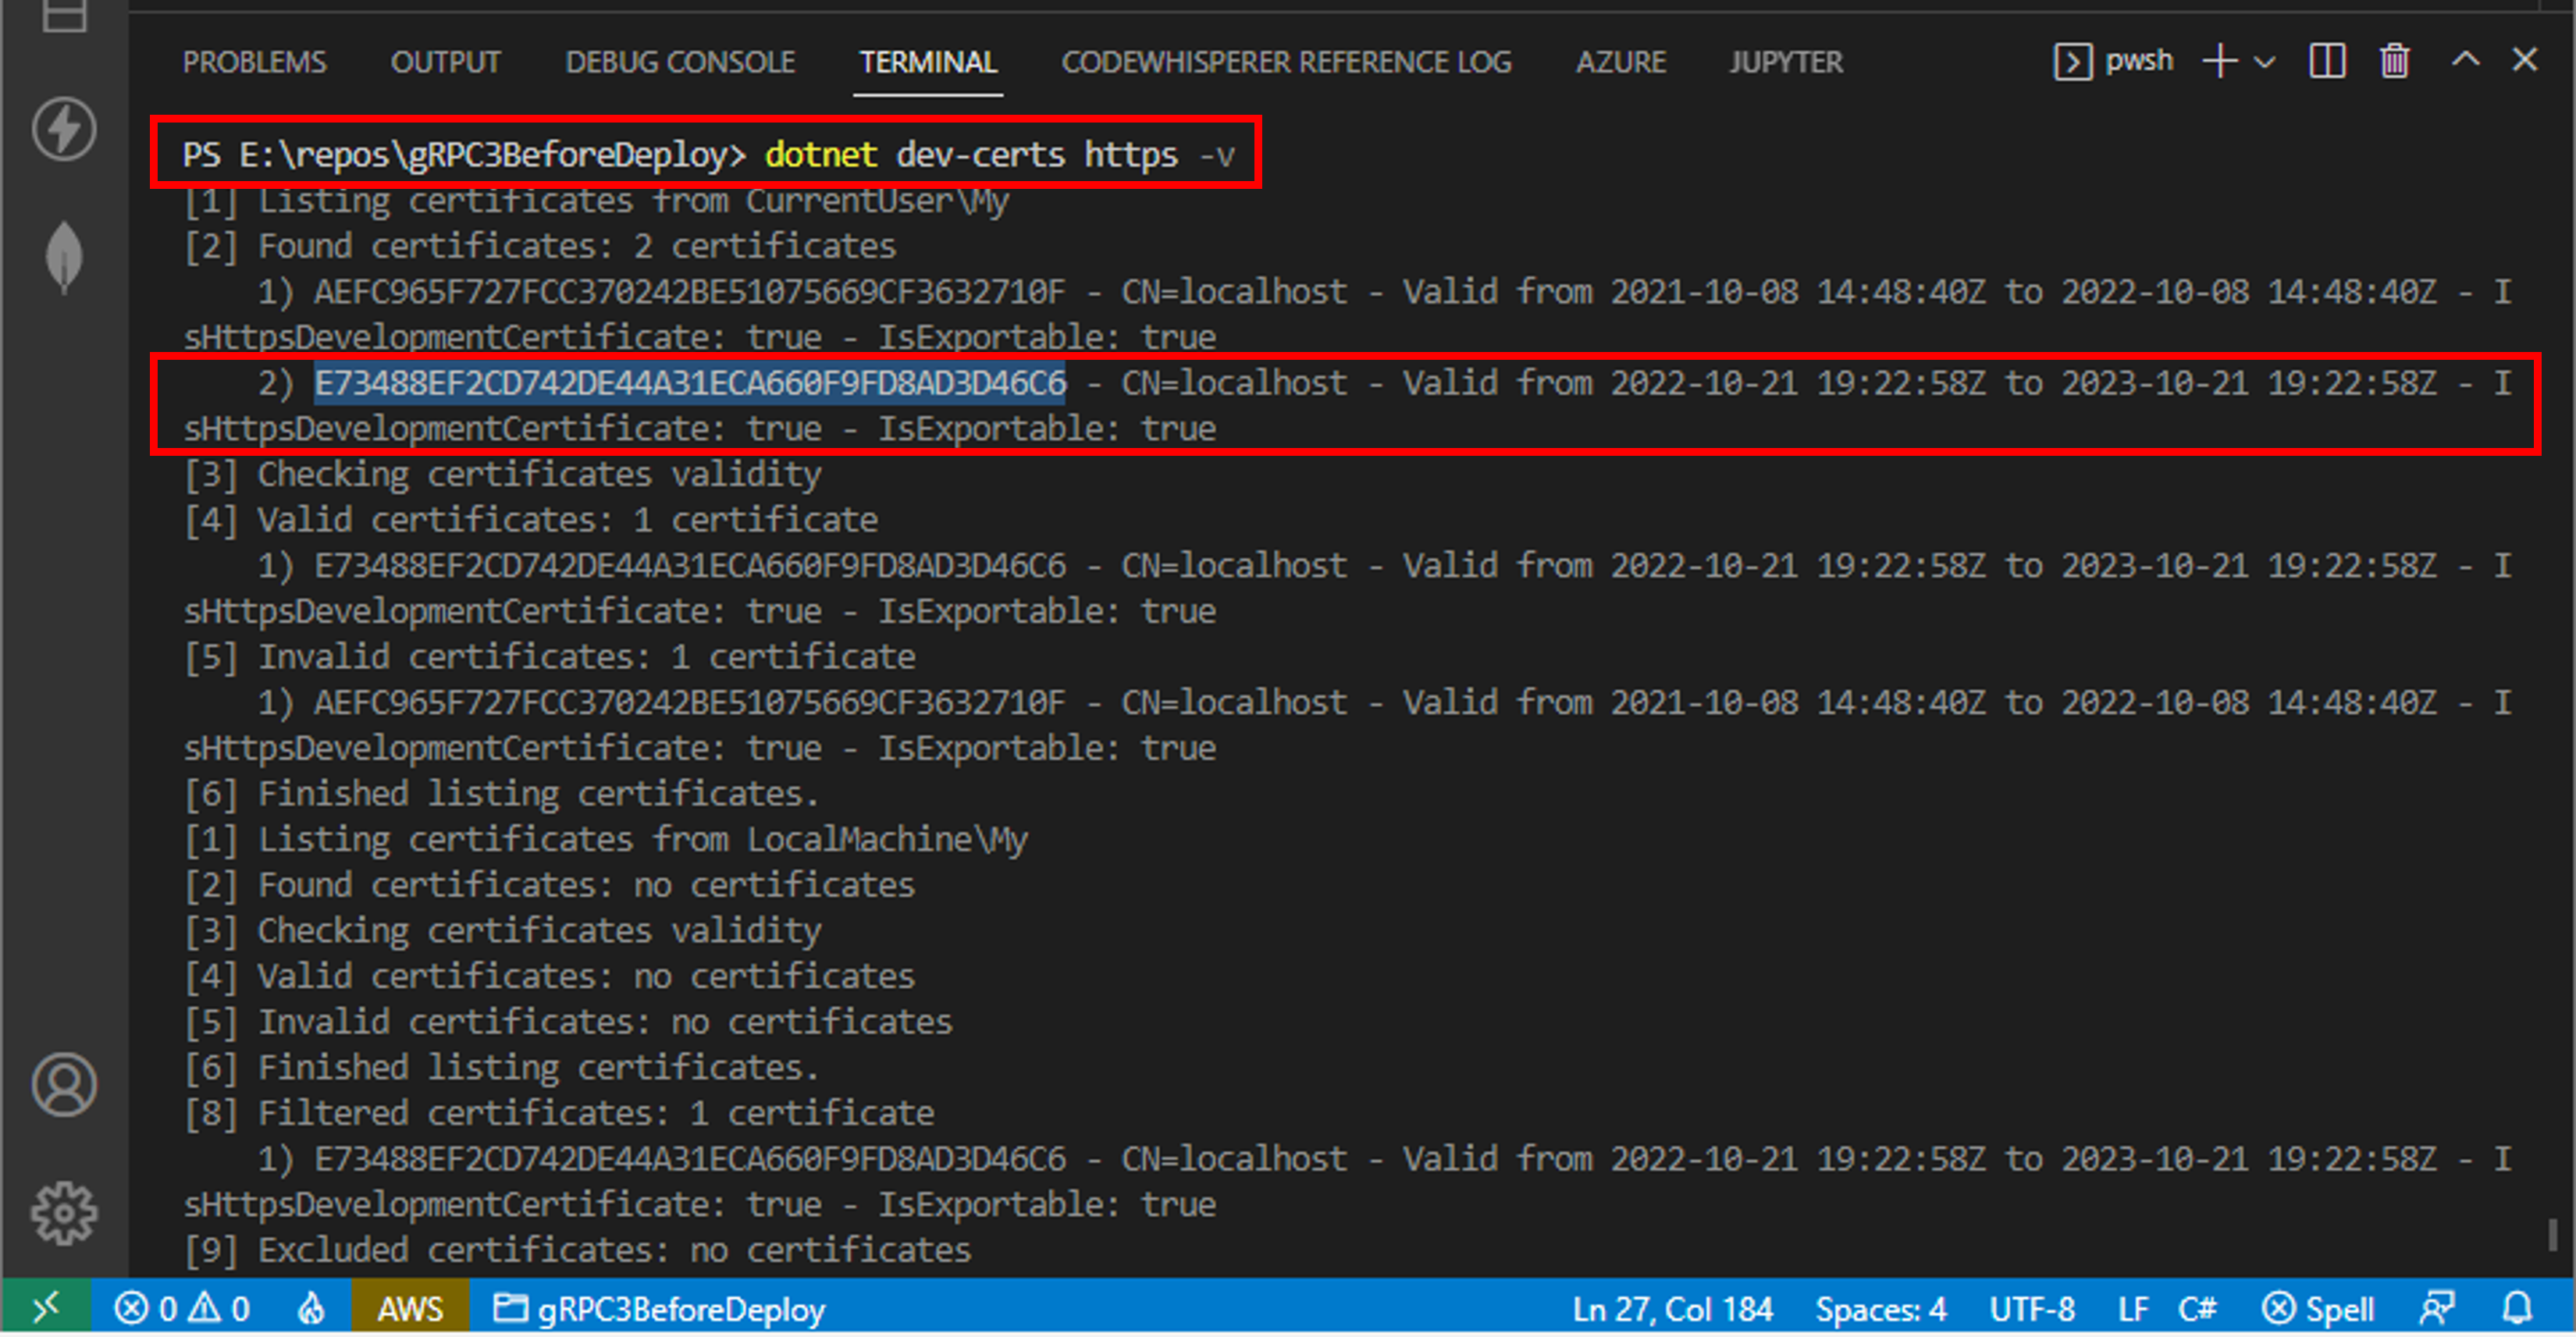 PROBLEMS OUTPUT DEBUG CONSOLE TERMINAL CODEWHISPERER REFERENCE LOG AZURE JUPYTER pwsh
PS E:\repos\gRPC3BeforeDeploy> dotnet dev-certs https -v
[1] Listing certificates from CurrentUser\My
[2] Found certificates: 2 certificates
1) AEFC965F727FCC370242BE51075669CF3632710F - CN=localhost - Valid from 2021-10-08 14:48:40Z to 2022-10-08 14:48:40Z - I
sHttpsDevelopmentCertificate: true - IsExportable: true
2) E73488EF2CD742DE44A31ECA660F9FD8AD3D46C6 - CN=localhost - Valid from 2022-10-21 19:22:58Z to 2023-10-21 19:22:58Z - I
sHttpsDevelopmentCertificate: true - IsExportable: true
[3] Checking certificates validity
[4] Valid certificates: 1 certificate
1) E73488EF2CD742DE44A31ECA660F9FD8AD3D46C6 - CN=localhost - Valid from 2022-10-21 19:22:58Z to 2023-10-21 19:22:58Z - I
sHttpsDevelopmentCertificate: true - IsExportable: true
[5] Invalid certificates: 1 certificate
1) AEFC965F727FCC370242BE51075669CF3632710F - CN=localhost - Valid from 2021-10-08 14:48:40Z to 2022-10-08 14:48:40Z - I
sHttpsDevelopmentCertificate: true - IsExportable: true
[6] Finished listing certificates.
[1] Listing certificates from LocalMachine\My
[2] Found certificates: no certificates
[3] Checking certificates validity
[4] Valid certificates: no certificates
[5] Invalid certificates: no certificates
[6] Finished listing certificates.
[8] Filtered certificates: 1 certificate
1) E73488EF2CD742DE44A31ECA660F9FD8AD3D46C6 - CN=localhost - Valid from 2022-10-21 19:22:58Z to 2023-10-21 19:22:58Z - I
sHttpsDevelopmentCertificate: true - IsExportable: true
[9] Excluded certificates: no certificates
0 0 AWS gRPC3BeforeDeploy Ln 27, Col 184 Spaces: 4 UTF-8 LF C# Spell